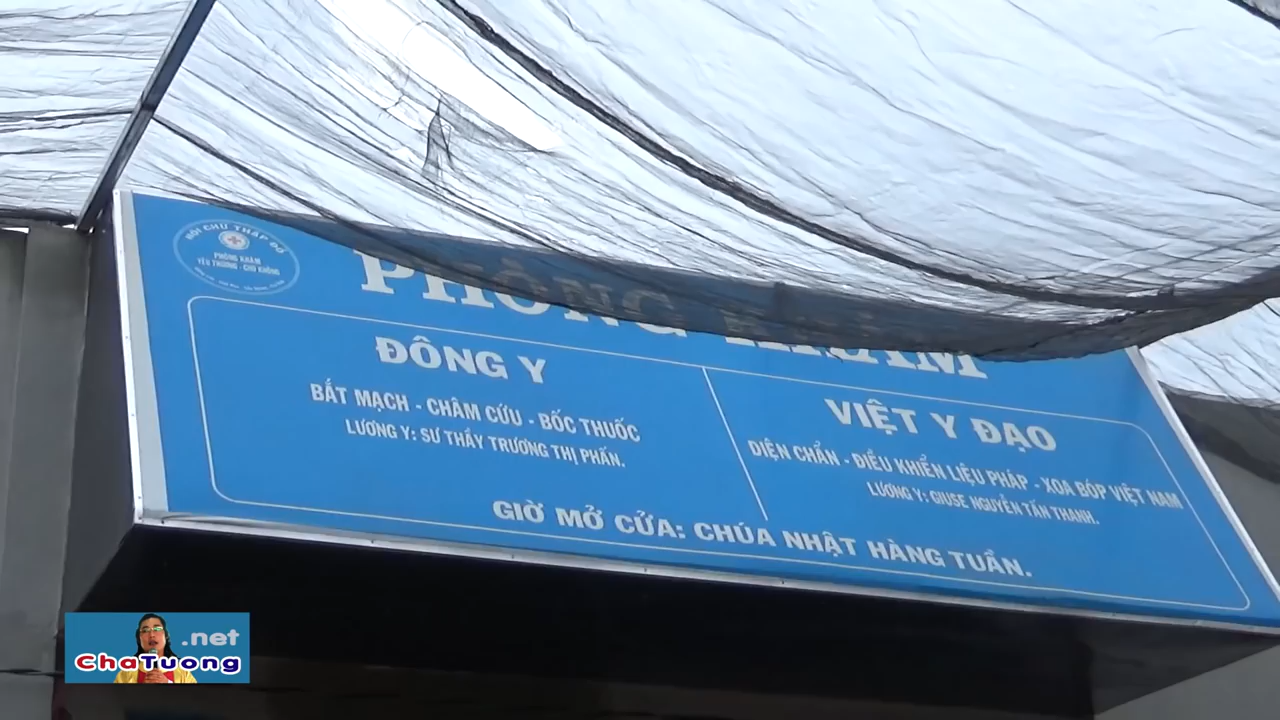 HỘI CHỮ THẬP ĐỎ
PHÒNG KHÁM
YÊU THƯƠNG - CHO KHÔNG
PHÒNG KHÁM
ĐÔNG Y
BẮT MẠCH - CHÂM CỨU - BỐC THUỐC
LƯƠNG Y: SƯ THẦY TRƯƠNG THỊ PHẤN.
VIỆT Y ĐẠO
DIỆN CHẨN - ĐIỀU KHIỂN LIỆU PHÁP - XOA BÓP VIỆT NAM
LƯƠNG Y: GIUSE NGUYỄN TẤN THANH.
GIỜ MỞ CỬA: CHÚA NHẬT HÀNG TUẦN.
.net
ChaTuong